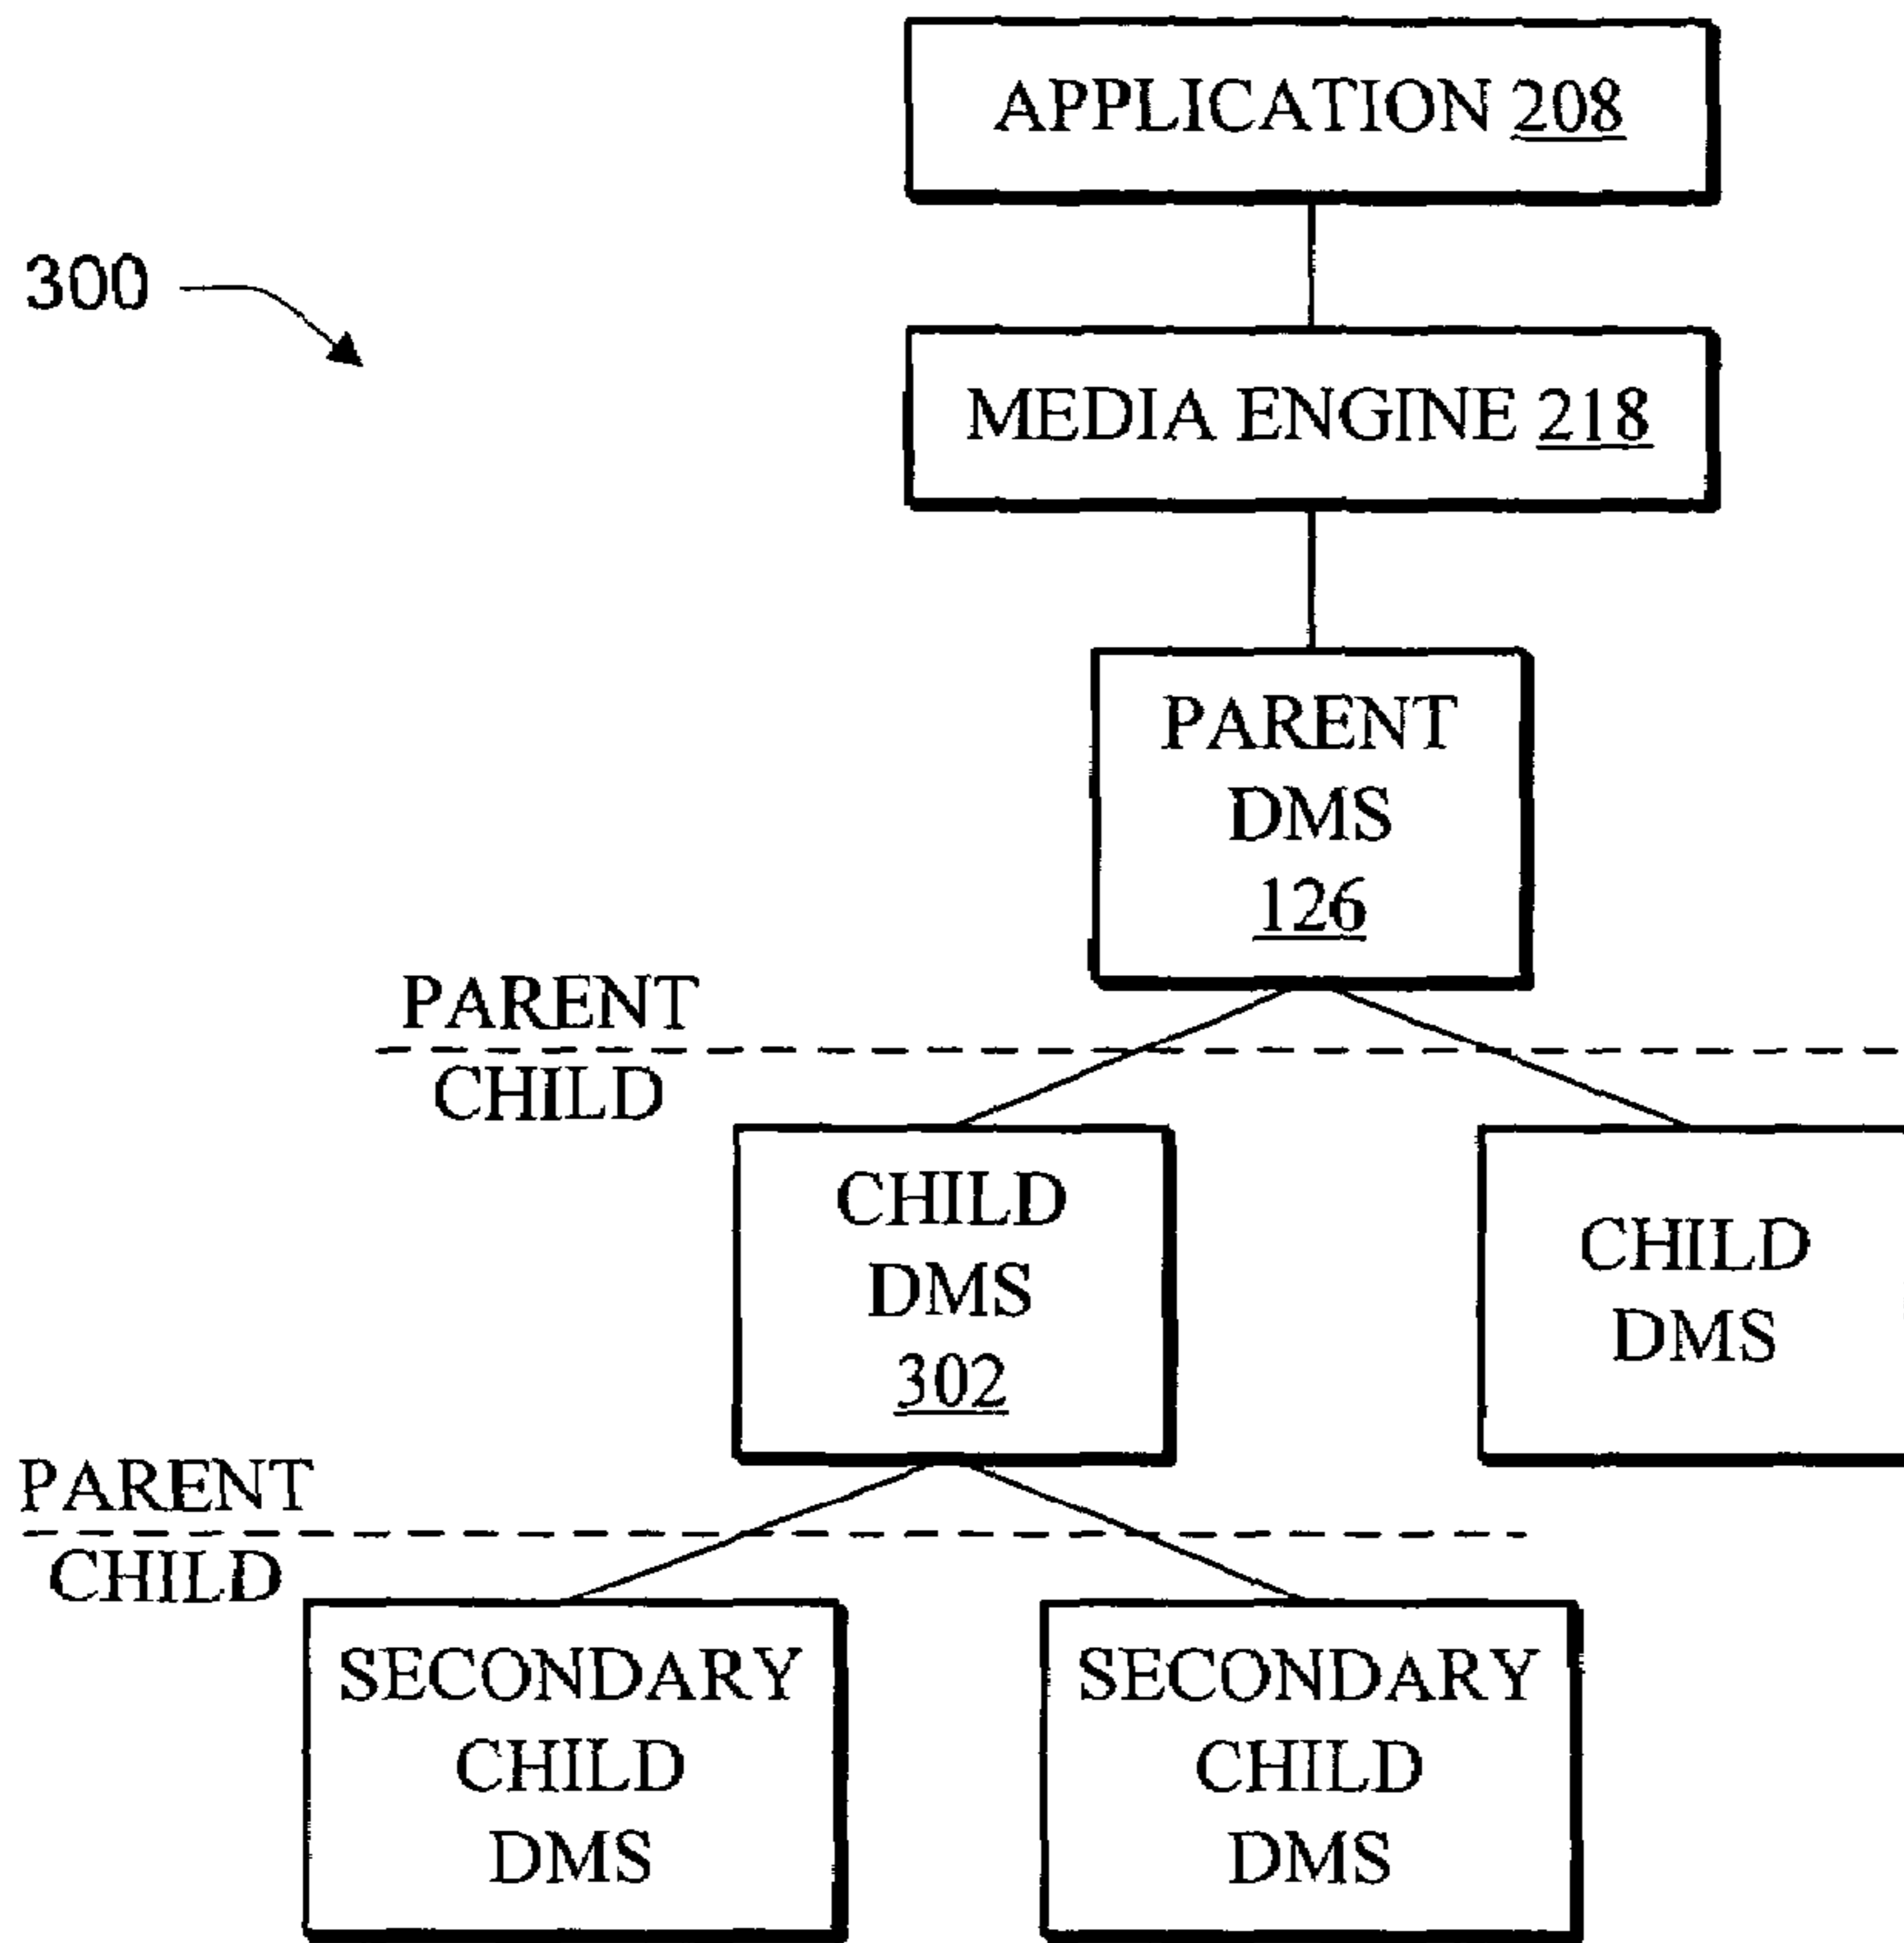 APPLICATION 208
300
MEDIA ENGINE 218
PARENT
DMS
126
PARENT
CHILD
CHILD
DMS
302
CHILD
DMS
PARENT
CHILD
SECONDARY
CHILD
DMS
SECONDARY
CHILD
DMS